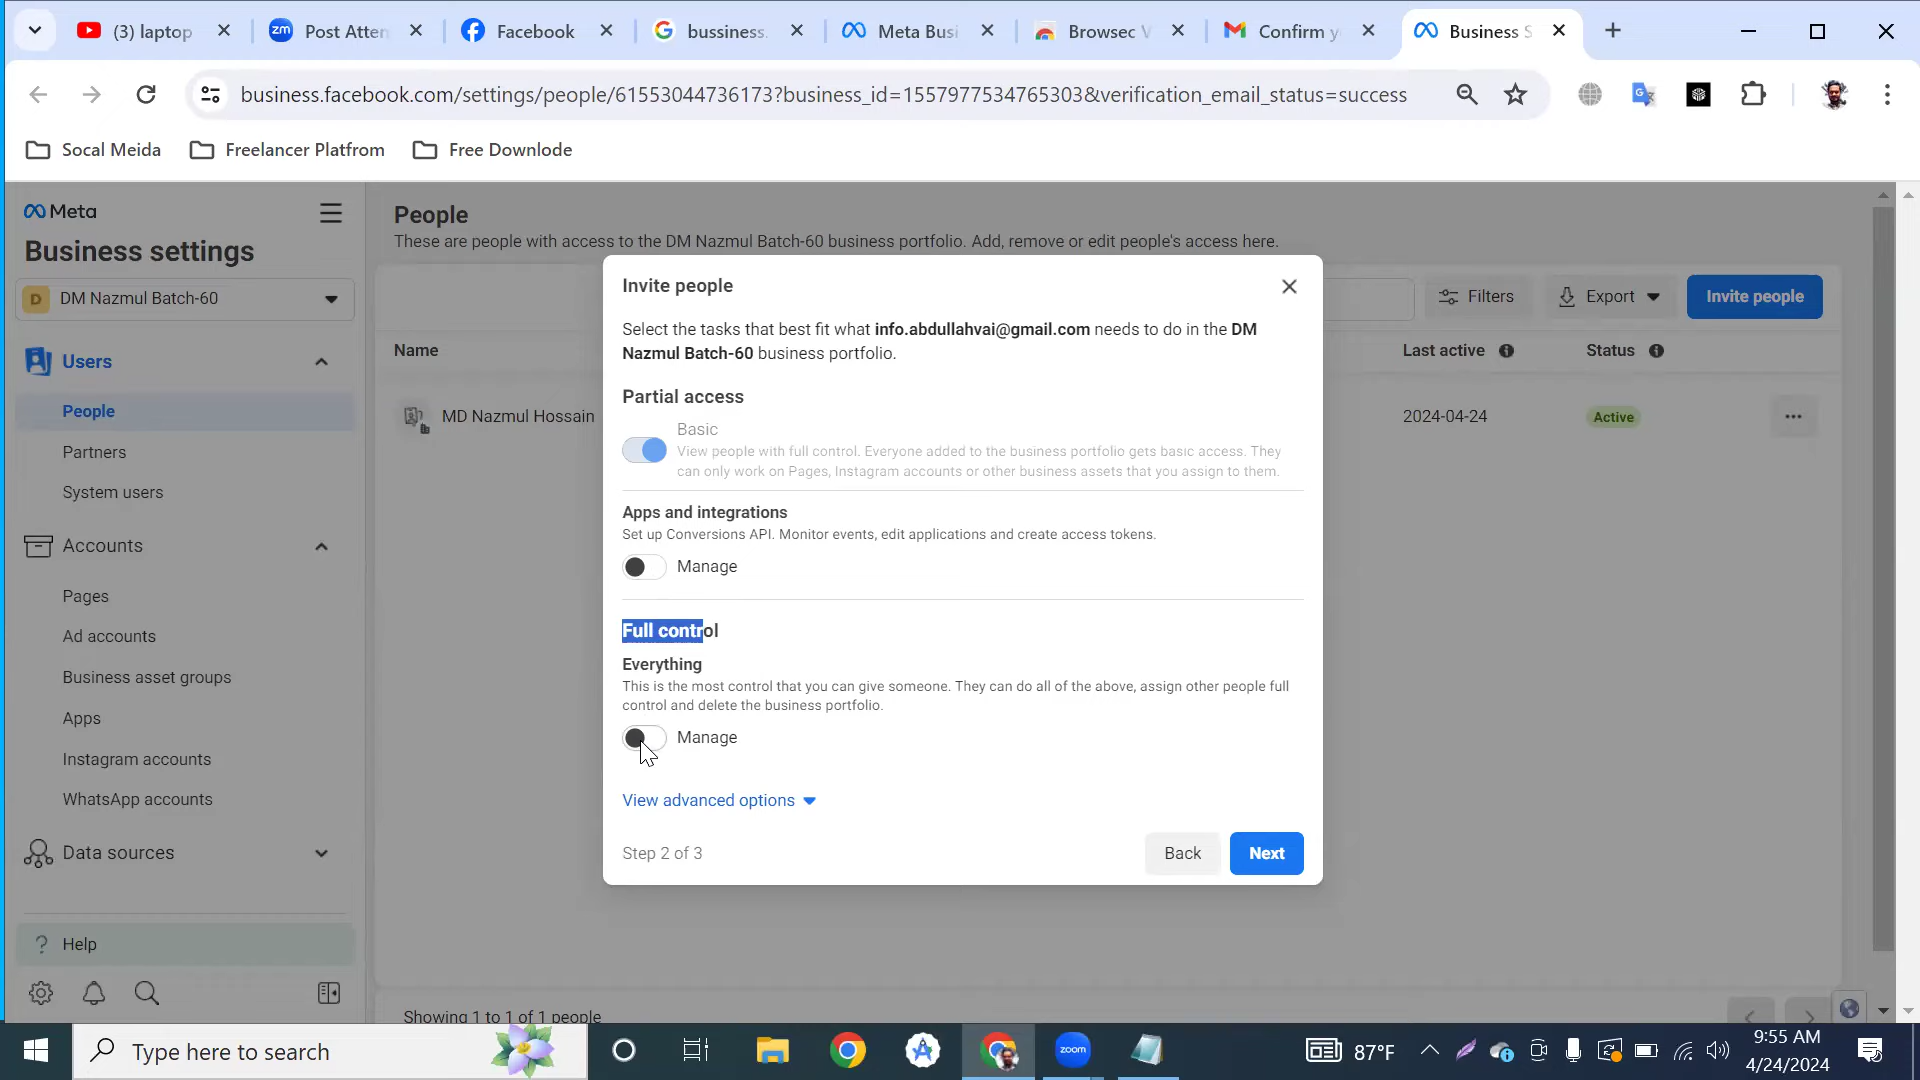 (3) laptop
Post Atten
Facebook
bussiness.
Meta Busi
Browsec V
Confirm y
Business S
business.facebook.com/settings/people/61553044736173?business_id=1557977534765303&verification_email_status=success
Socal Meida
Freelancer Platfrom
Free Downlode
Meta
Business settings
D DM Nazmul Batch-60
Users
People
Partners
System users
Accounts
Pages
Ad accounts
Business asset groups
Apps
Instagram accounts
WhatsApp accounts
Data sources
Help
People
These are people with access to the DM Nazmul Batch-60 business portfolio. Add, remove or edit people's access here.
Filters
Export
Invite people
Name
Last active
Status
MD Nazmul Hossain
2024-04-24
Active
Showing 1 to 1 of 1 people
Invite people
Select the tasks that best fit what info.abdullahvai@gmail.com needs to do in the DM
Nazmul Batch-60 business portfolio.
Partial access
Basic
View people with full control. Everyone added to the business portfolio gets basic access. They
can only work on Pages, Instagram accounts or other business assets that you assign to them.
Apps and integrations
Set up Conversions API. Monitor events, edit applications and create access tokens.
Manage
Full control
Everything
This is the most control that you can give someone. They can do all of the above, assign other people full
control and delete the business portfolio.
Manage
View advanced options
Step 2 of 3
Back
Next
Type here to search
zoom
87°F
9:55 AM
4/24/2024